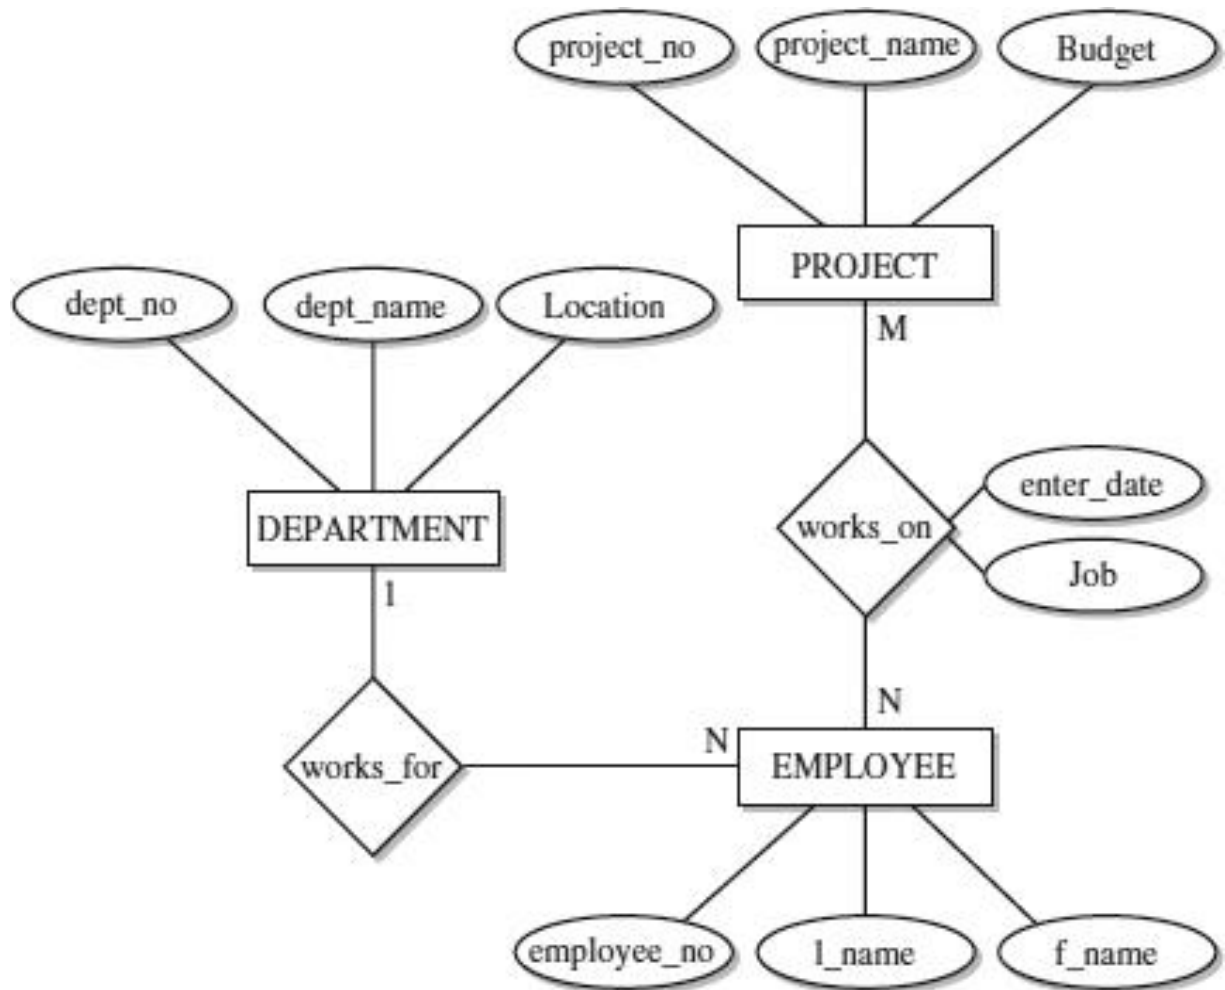 project_no
project_name
Budget
PROJECT
dept_no
dept_name
Location
M
DEPARTMENT
enter_date
works_on
Job
1
N
N
works_for
EMPLOYEE
employee_no
l_name
f_name